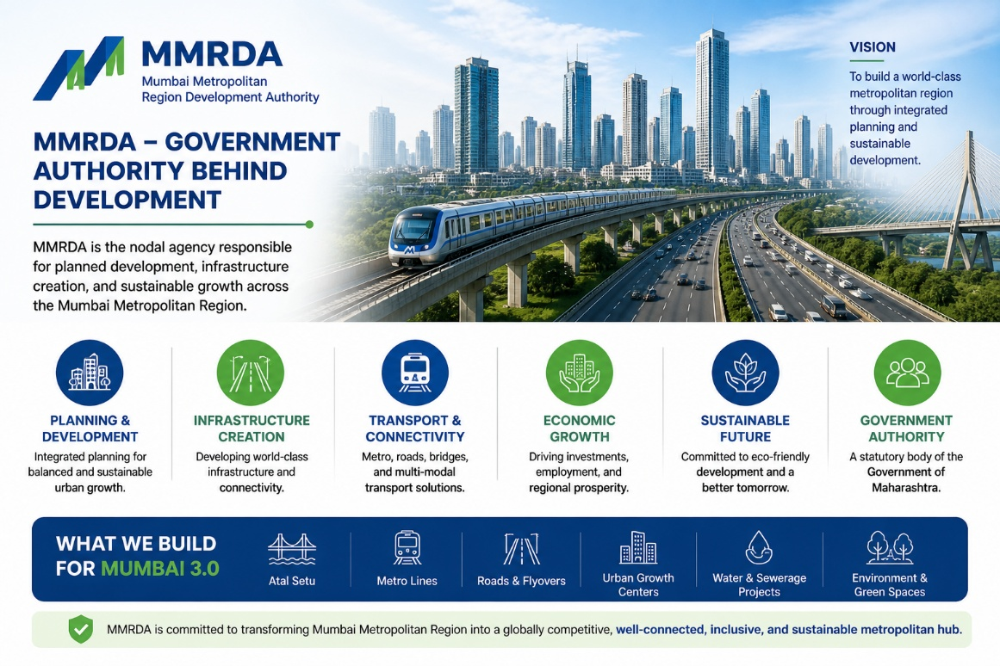 MMRDA
Mumbai Metropolitan
Region Development Authority
MMRDA – GOVERNMENT
AUTHORITY BEHIND
DEVELOPMENT
MMRDA is the nodal agency responsible
for planned development, infrastructure
creation, and sustainable growth across
the Mumbai Metropolitan Region.
VISION
To build a world-class
metropolitan region
through integrated
planning and
sustainable
development.
PLANNING &
DEVELOPMENT
Integrated planning for
balanced and sustainable
urban growth.
INFRASTRUCTURE
CREATION
Developing world-class
infrastructure and
connectivity.
TRANSPORT &
CONNECTIVITY
Metro, roads, bridges,
and multi-modal
transport solutions.
ECONOMIC
GROWTH
Driving investments,
employment, and
regional prosperity.
SUSTAINABLE
FUTURE
Committed to eco-friendly
development and a
better tomorrow.
GOVERNMENT
AUTHORITY
A statutory body of the
Government of
Maharashtra.
WHAT WE BUILD
FOR MUMBAI 3.0
Atal Setu
Metro Lines
Roads & Flyovers
Urban Growth
Centers
Water & Sewerage
Projects
Environment &
Green Spaces
MMRDA is committed to transforming Mumbai Metropolitan Region into a globally competitive, well-connected, inclusive, and sustainable metropolitan hub.